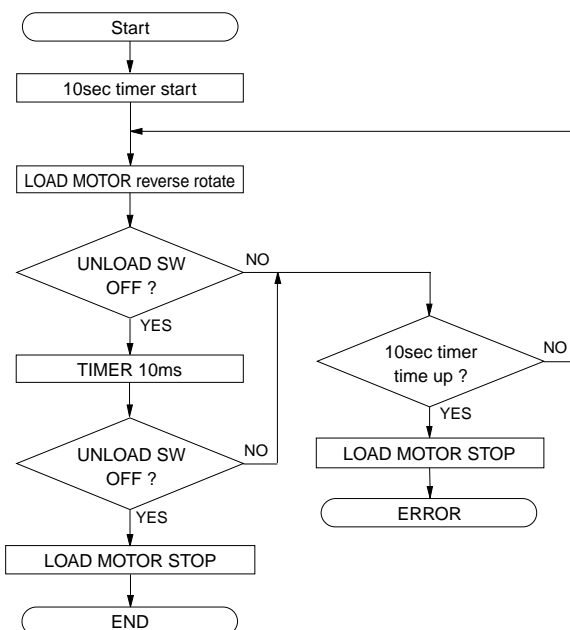 Start
10sec timer start
LOAD MOTOR reverse rotate
UNLOAD SW
OFF ?
NO
YES
TIMER 10ms
UNLOAD SW
OFF ?
NO
YES
LOAD MOTOR STOP
END
10sec timer
time up ?
NO
YES
LOAD MOTOR STOP
ERROR